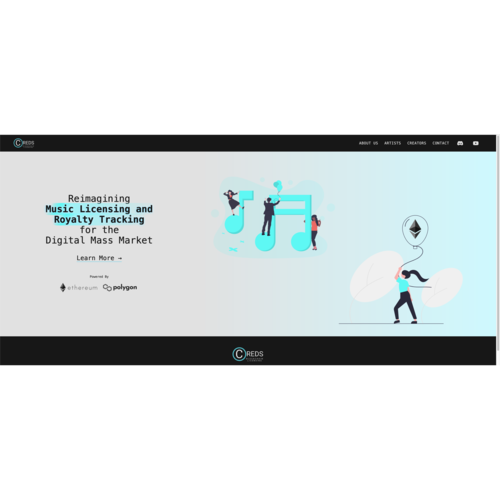 CREDS
ABOUT US ARTISTS CREATORS CONTACT
Reimagining
Music Licensing and
Royalty Tracking
for the
Digital Mass Market
Learn More →
Powered By
ethereum polygon
CREDS